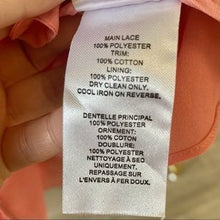 MAIN LACE
100% POLYESTER
TRIM:
100% COTTON
LINING:
100% POLYESTER
DRY CLEAN ONLY.
COOL IRON ON REVERSE.
DENTELLE PRINCIPAL
100% POLYESTER
ORNEMENT:
100% COTON
DOUBLURE:
100% POLYESTER
NETTOYAGE À SEO
UNIQUEMENT.
REPASSAGE SUR
L'ENVERS À FER DOUX.